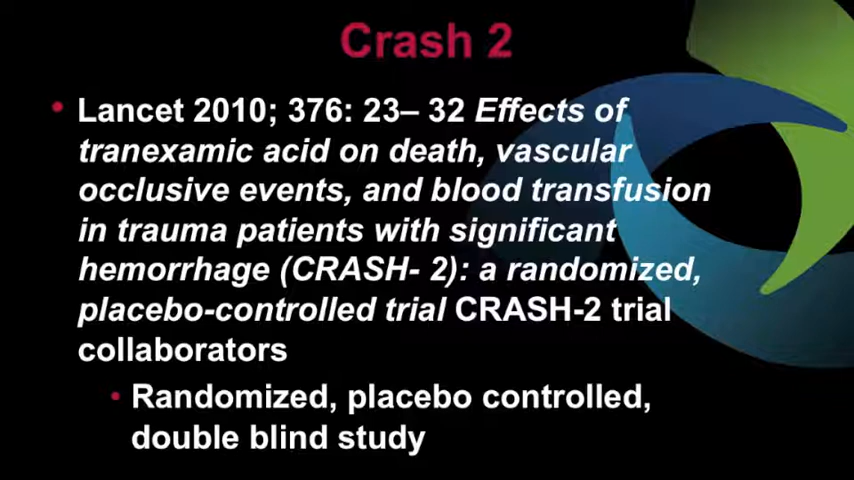 Crash 2
• Lancet 2010; 376: 23– 32 Effects of
tranexamic acid on death, vascular
occlusive events, and blood transfusion
in trauma patients with significant
hemorrhage (CRASH- 2): a randomized,
placebo-controlled trial CRASH-2 trial
collaborators
• Randomized, placebo controlled,
double blind study